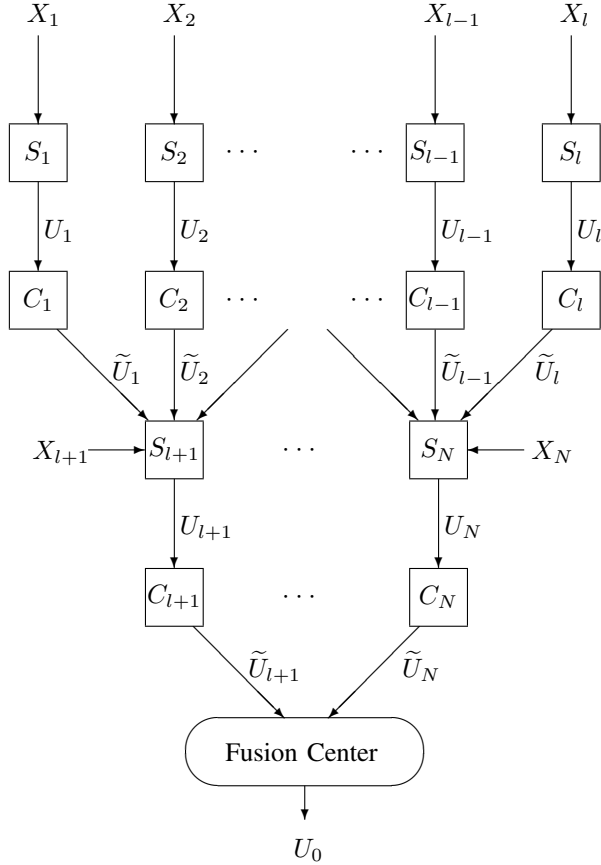 X_1 X_2 X_{l−1} X_l
S_1 S_2 ··· ··· S_{l−1} S_l
U_1 U_2 U_{l−1} U_l
C_1 C_2 ··· ··· C_{l−1} C_l
Ũ_1 Ũ_2 Ũ_{l−1} Ũ_l
X_{l+1} S_{l+1} ··· S_N X_N
U_{l+1} U_N
C_{l+1} ··· C_N
Ũ_{l+1} Ũ_N
Fusion Center
U_0